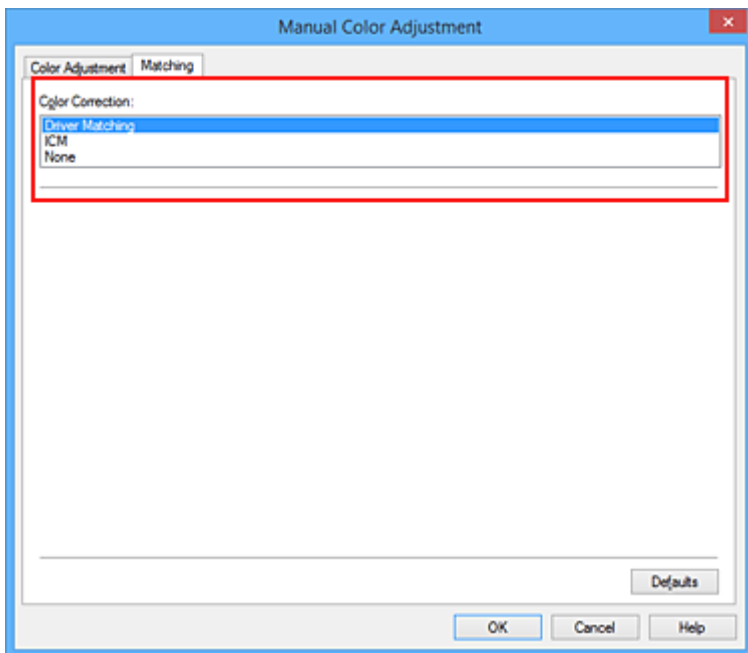 Manual Color Adjustment
Color Adjustment Matching
Color Correction:
Driver Matching
ICM
None
Defaults
OK Cancel Help